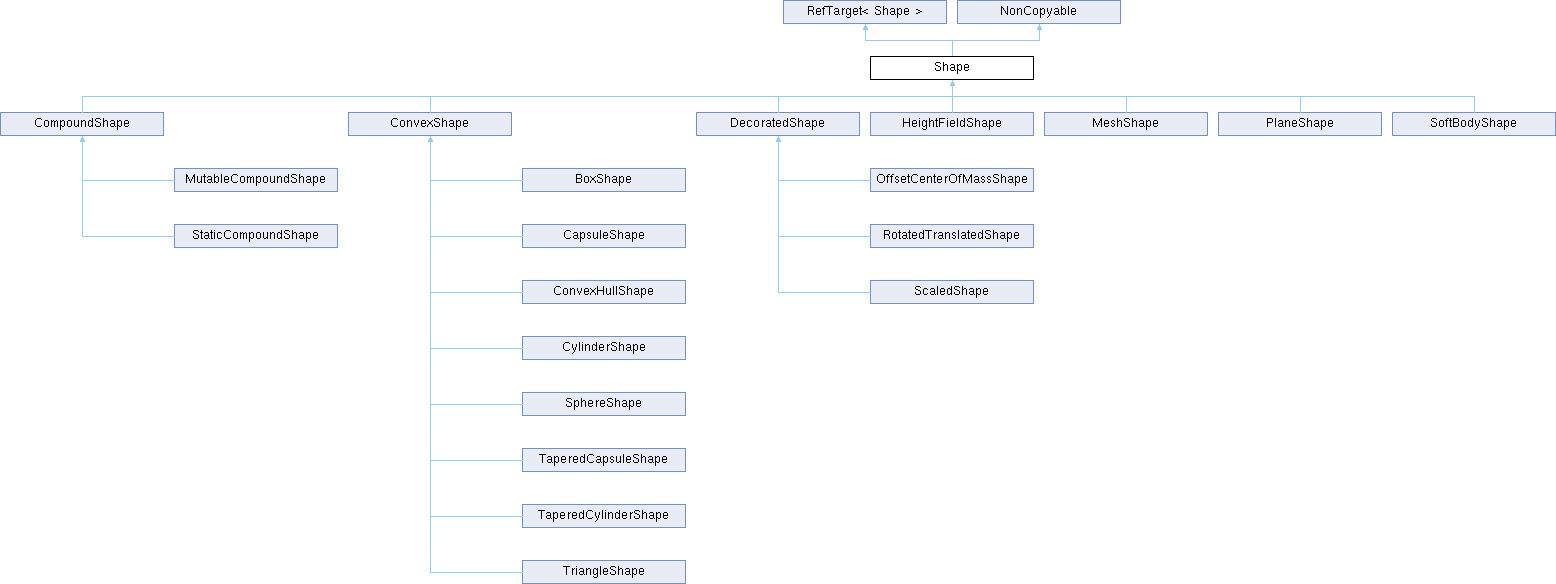 RefTarget< Shape >
NonCopyable
Shape
CompoundShape
ConvexShape
DecoratedShape
HeightFieldShape
MeshShape
PlaneShape
SoftBodyShape
MutableCompoundShape
BoxShape
OffsetCenterOfMassShape
StaticCompoundShape
CapsuleShape
RotatedTranslatedShape
ConvexHullShape
ScaledShape
CylinderShape
SphereShape
TaperedCapsuleShape
TaperedCylinderShape
TriangleShape